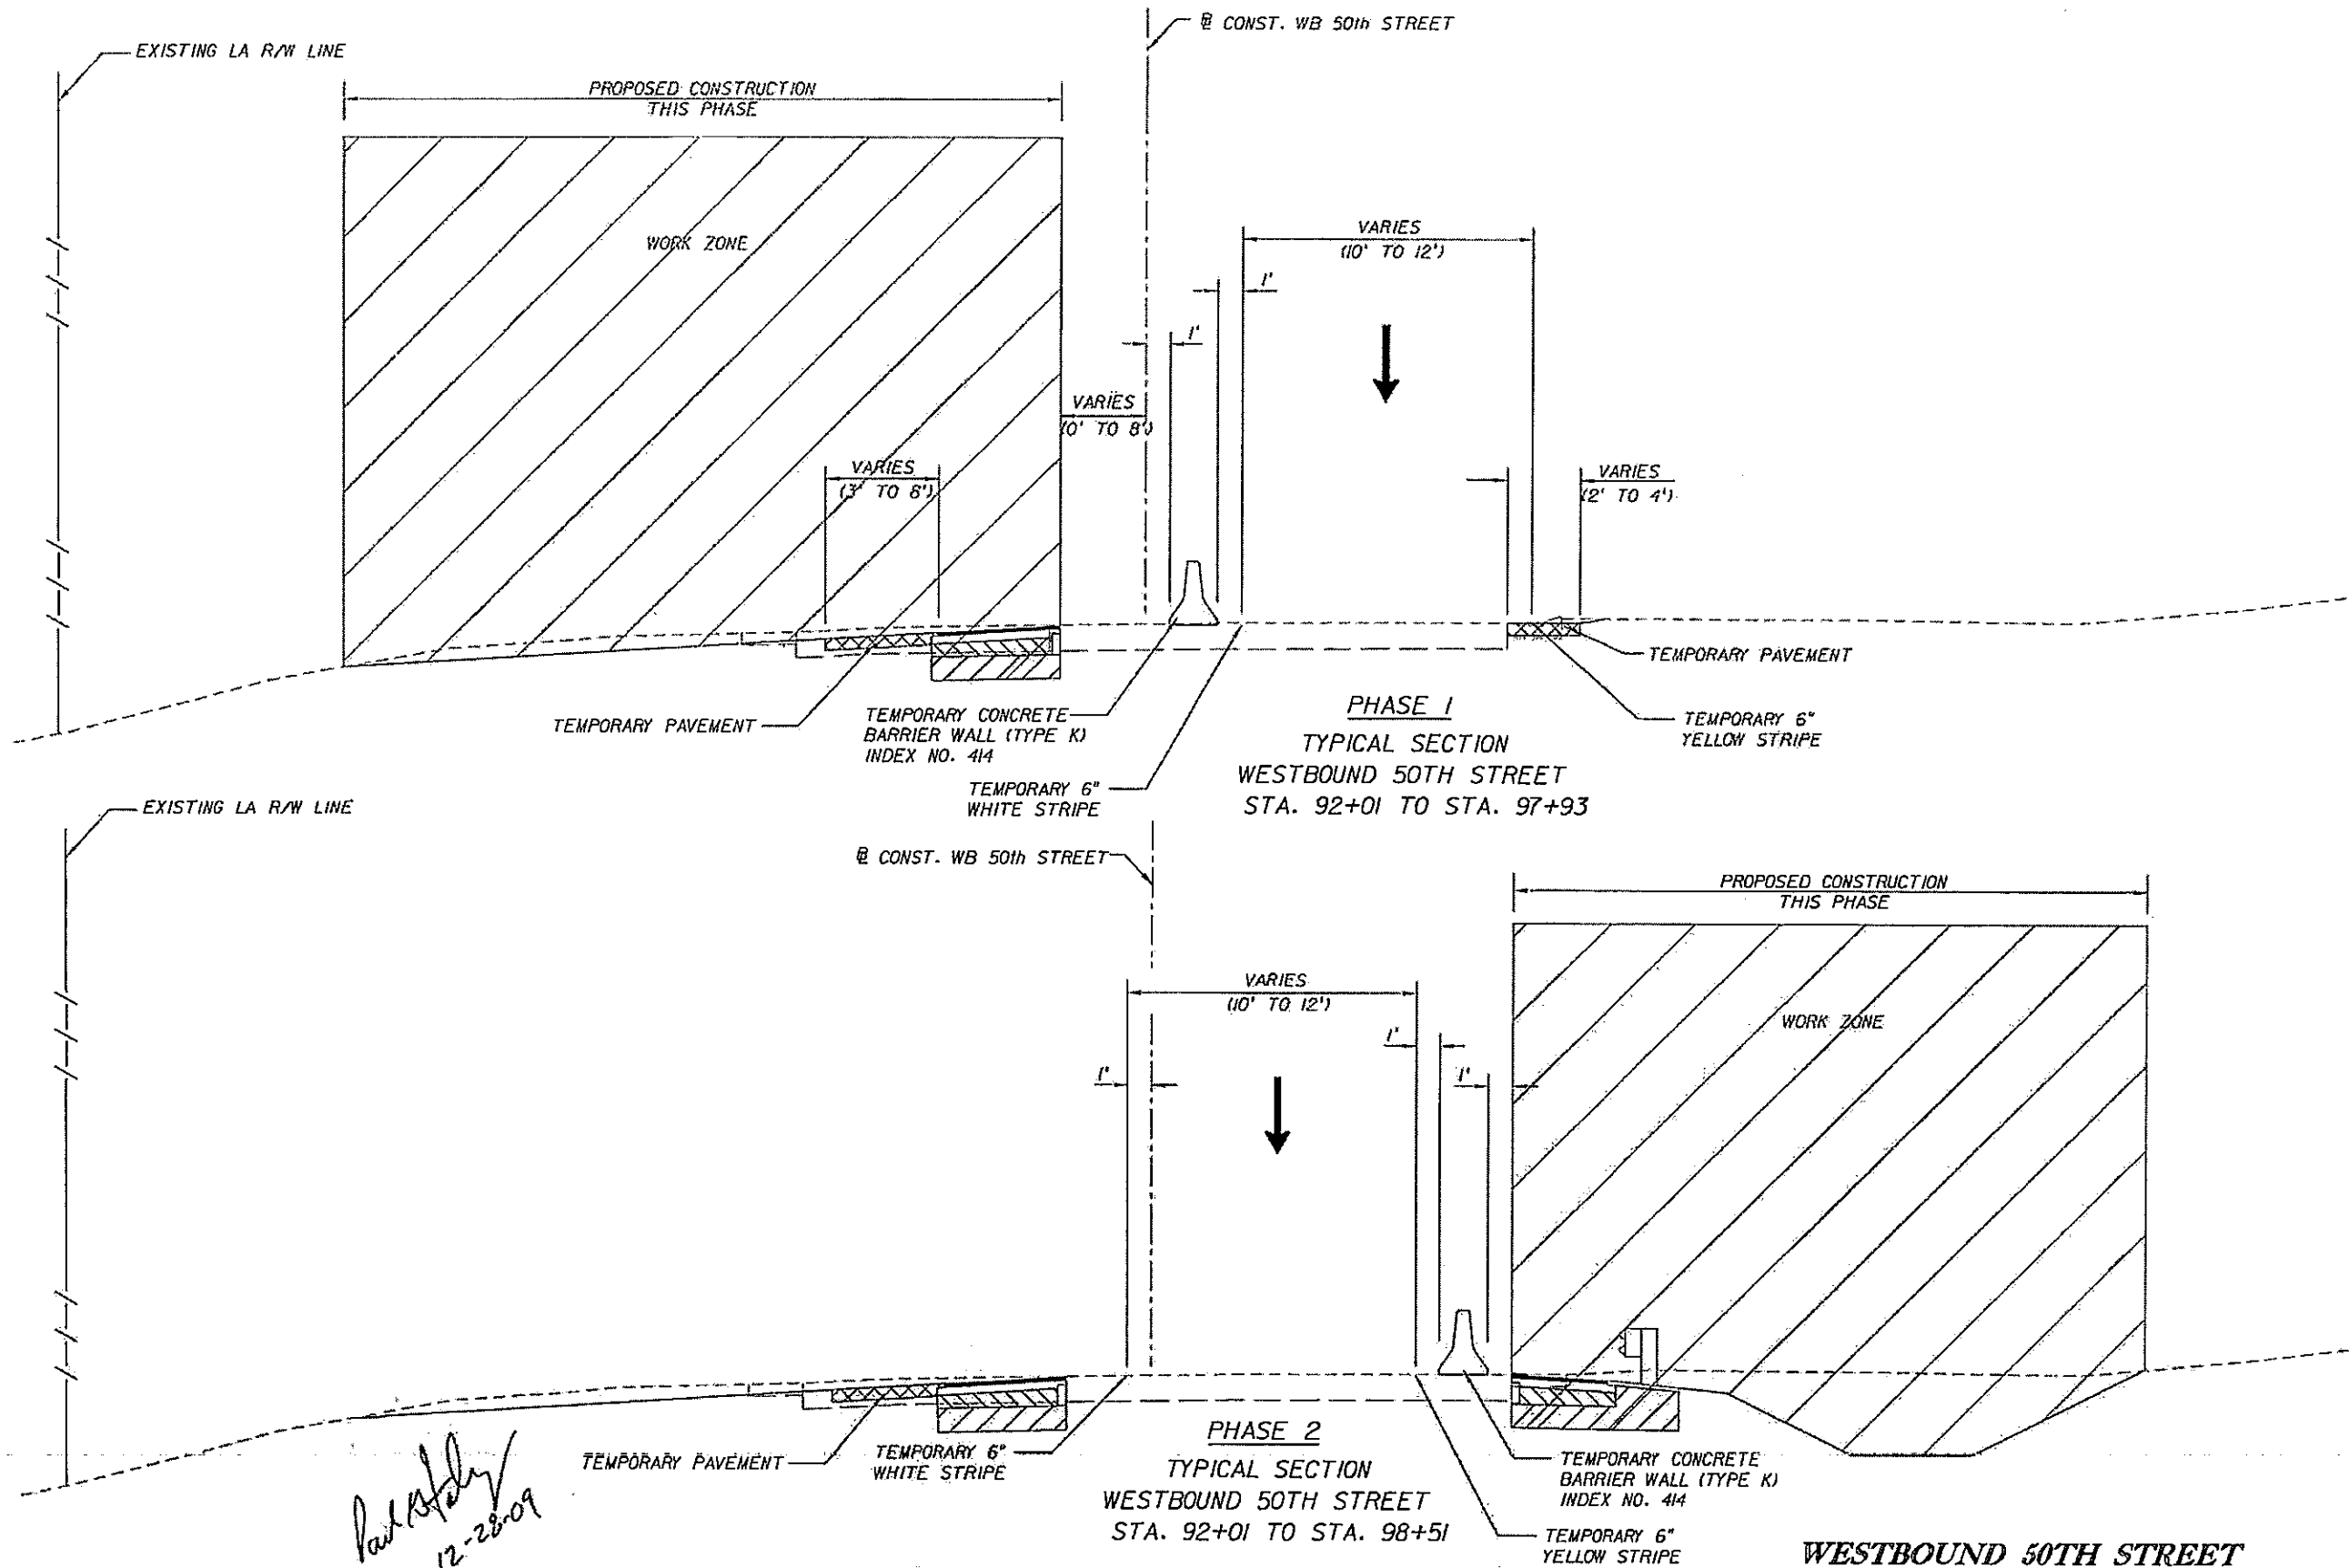 EXISTING LA R/W LINE
℄ CONST. WB 50th STREET
PROPOSED CONSTRUCTION
THIS PHASE
WORK ZONE
VARIES
(10' TO 12')
1'
1'
VARIES
(0' TO 8')
VARIES
(3' TO 6')
VARIES
(2' TO 4')
TEMPORARY PAVEMENT
TEMPORARY PAVEMENT
TEMPORARY CONCRETE
BARRIER WALL (TYPE K)
INDEX NO. 414
TEMPORARY 6"
WHITE STRIPE
TEMPORARY 6"
YELLOW STRIPE
PHASE 1
TYPICAL SECTION
WESTBOUND 50TH STREET
STA. 92+01 TO STA. 97+93
EXISTING LA R/W LINE
℄ CONST. WB 50th STREET
PROPOSED CONSTRUCTION
THIS PHASE
WORK ZONE
VARIES
(10' TO 12')
1'
1'
1'
TEMPORARY PAVEMENT
TEMPORARY 6"
WHITE STRIPE
PHASE 2
TYPICAL SECTION
WESTBOUND 50TH STREET
STA. 92+01 TO STA. 98+51
TEMPORARY CONCRETE
BARRIER WALL (TYPE K)
INDEX NO. 414
TEMPORARY 6"
YELLOW STRIPE
Paul
12-28-09
WESTBOUND 50TH STREET